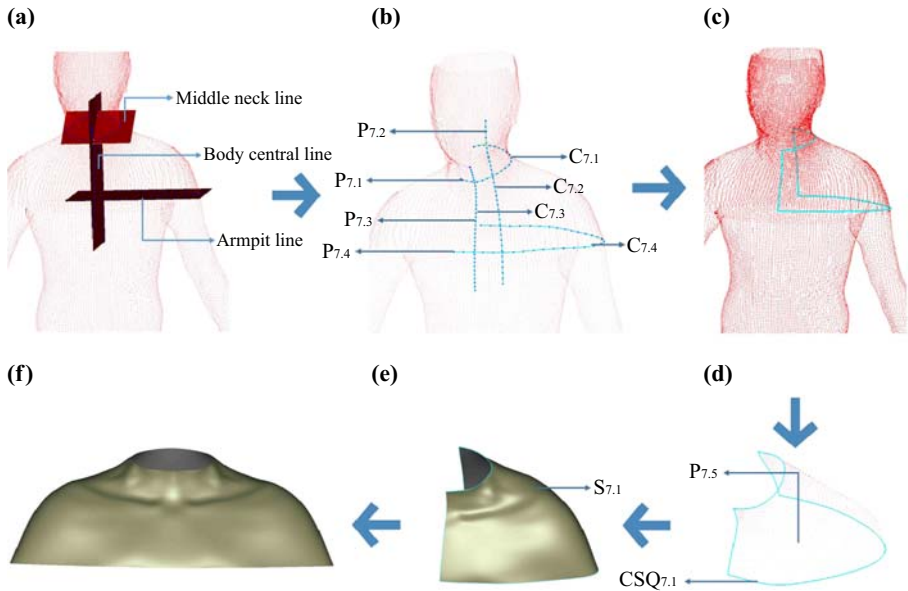 (a)
(b)
(c)
Middle neck line
Body central line
Armpit line
P7.2
C7.1
P7.1
C7.2
P7.3
C7.3
P7.4
C7.4
(f)
(e)
(d)
S7.1
P7.5
CSQ7.1